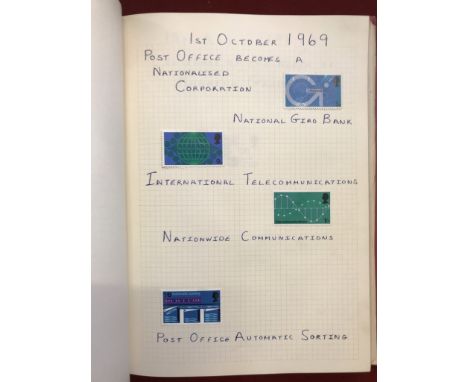 1st October 1969
Post Office becomes a
Nationalised
Corporation
National Giro Bank
International Telecommunications
Nationwide Communications
Post Office Automatic Sorting